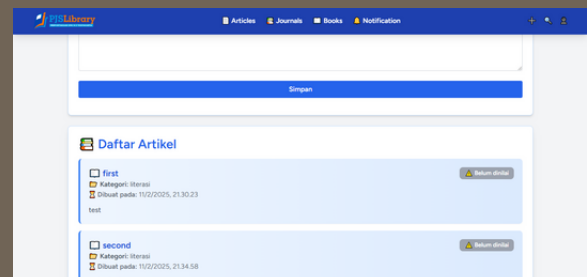 PJSLibrary
Articles
Journals
Books
Notification
Simpan
Daftar Artikel
first
Belum dinilai
Kategori: literasi
Dibuat pada: 11/2/2025, 21.30.23
test
second
Belum dinilai
Kategori: literasi
Dibuat pada: 11/2/2025, 21.34.58